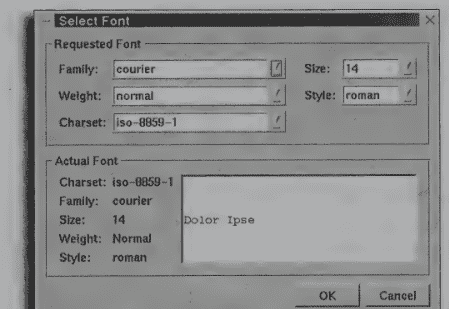 Select Font
Requested Font
Family: courier Size: 14
Weight: normal Style: roman
Charset: iso-8859-1
Actual Font
Charset: iso-8859-1
Family: courier
Size: 14
Dolor Ipse
Weight: Normal
Style: roman
OK Cancel